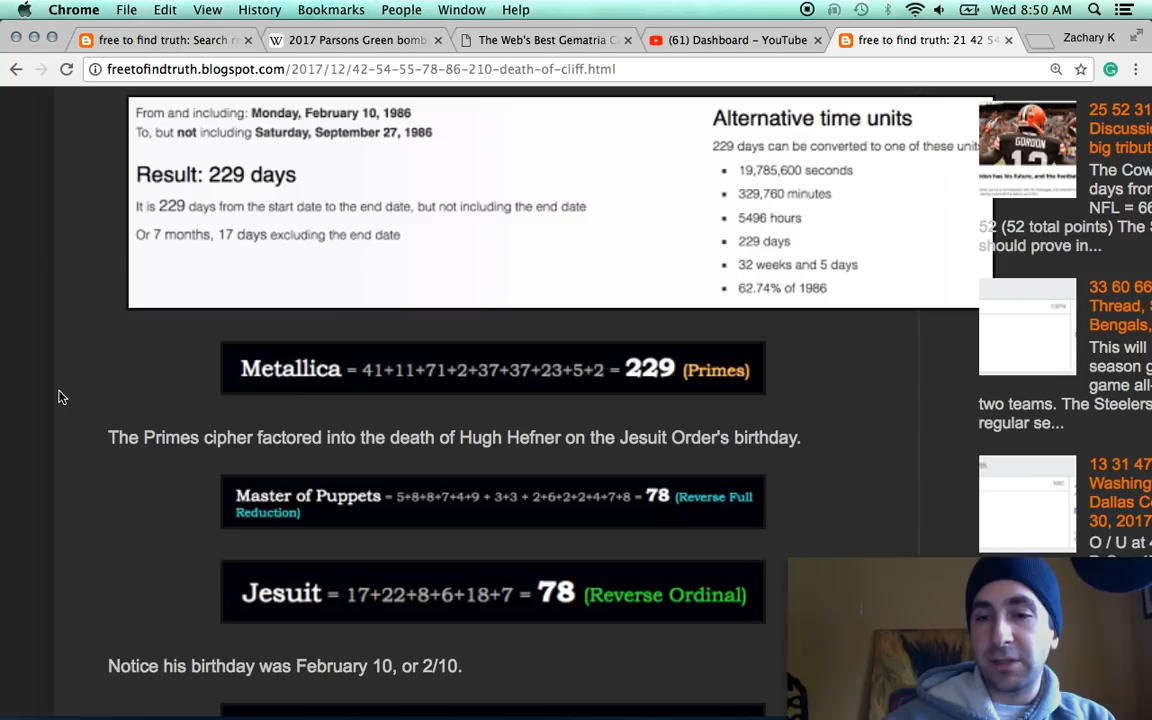 Chrome File Edit View History Bookmarks People Window Help Wed 8:50 AM
free to find truth: Search r 2017 Parsons Green bomb The Web's Best Gematria C (61) Dashboard - YouTube free to find truth: 21 42 54 Zachary K
freetofindtruth.blogspot.com/2017/12/42-54-55-78-86-210-death-of-cliff.html
From and including: Monday, February 10, 1986
To, but not including Saturday, September 27, 1986
Result: 229 days
It is 229 days from the start date to the end date, but not including the end date
Or 7 months, 17 days excluding the end date
Alternative time units
229 days can be converted to one of these units
19,785,600 seconds
329,760 minutes
5496 hours
229 days
32 weeks and 5 days
62.74% of 1986
Metallica = 41+11+71+2+37+37+23+5+2 = 229 (Primes)
The Primes cipher factored into the death of Hugh Hefner on the Jesuit Order's birthday.
Master of Puppets = 5+8+8+7+4+9 + 3+3 + 2+6+2+2+4+7+8 = 78 (Reverse Full
Reduction)
Jesuit = 17+22+8+6+18+7 = 78 (Reverse Ordinal)
Notice his birthday was February 10, or 2/10.
GORDON
12
25 52 31
Discussi
big tribut
The Cow
days from
NFL = 66
52 (52 total points) The S
should prove in...
33 60 66
Thread, S
Bengals,
This will
season g
game all-
two teams. The Steelers
regular se...
13 31 47
Washing
Dallas C
30, 2017
O / U at 4